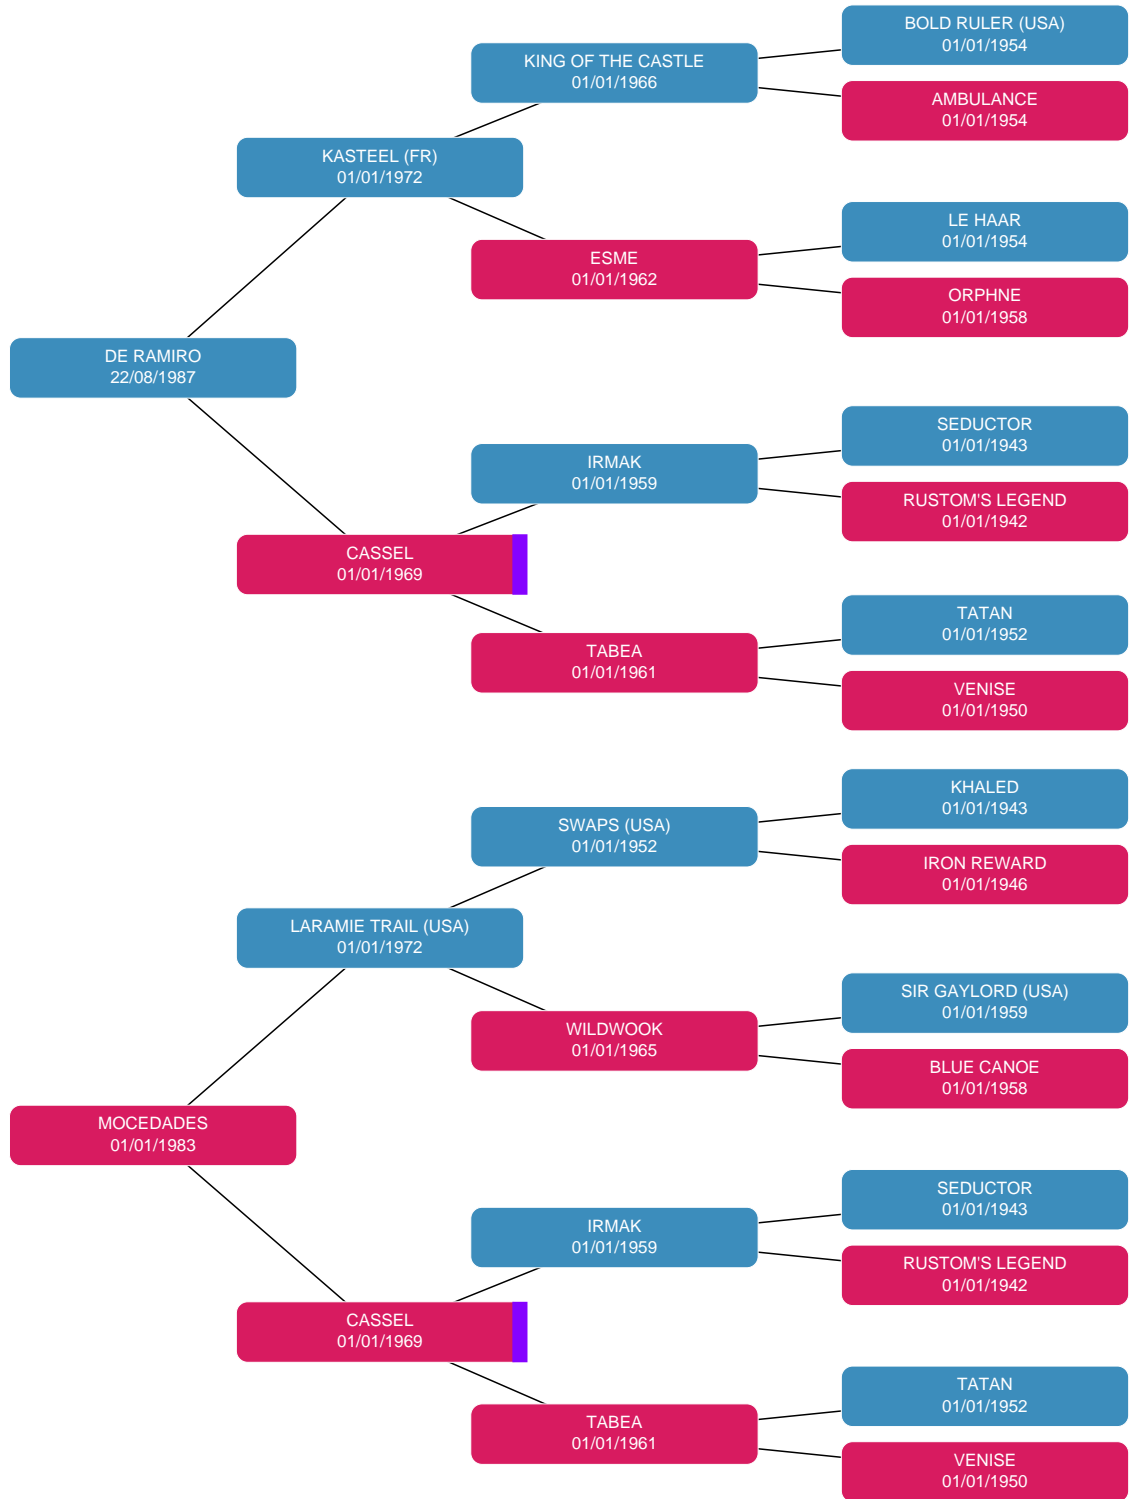 BOLD RULER (USA)
01/01/1954
KING OF THE CASTLE
01/01/1966
AMBULANCE
01/01/1954
KASTEEL (FR)
01/01/1972
LE HAAR
01/01/1954
ESME
01/01/1962
ORPHNE
01/01/1958
DE RAMIRO
22/08/1987
SEDUCTOR
01/01/1943
IRMAK
01/01/1959
RUSTOM'S LEGEND
01/01/1942
CASSEL
01/01/1969
TATAN
01/01/1952
TABEA
01/01/1961
VENISE
01/01/1950
KHALED
01/01/1943
SWAPS (USA)
01/01/1952
IRON REWARD
01/01/1946
LARAMIE TRAIL (USA)
01/01/1972
SIR GAYLORD (USA)
01/01/1959
WILDWOOK
01/01/1965
BLUE CANOE
01/01/1958
MOCEDADES
01/01/1983
SEDUCTOR
01/01/1943
IRMAK
01/01/1959
RUSTOM'S LEGEND
01/01/1942
CASSEL
01/01/1969
TATAN
01/01/1952
TABEA
01/01/1961
VENISE
01/01/1950